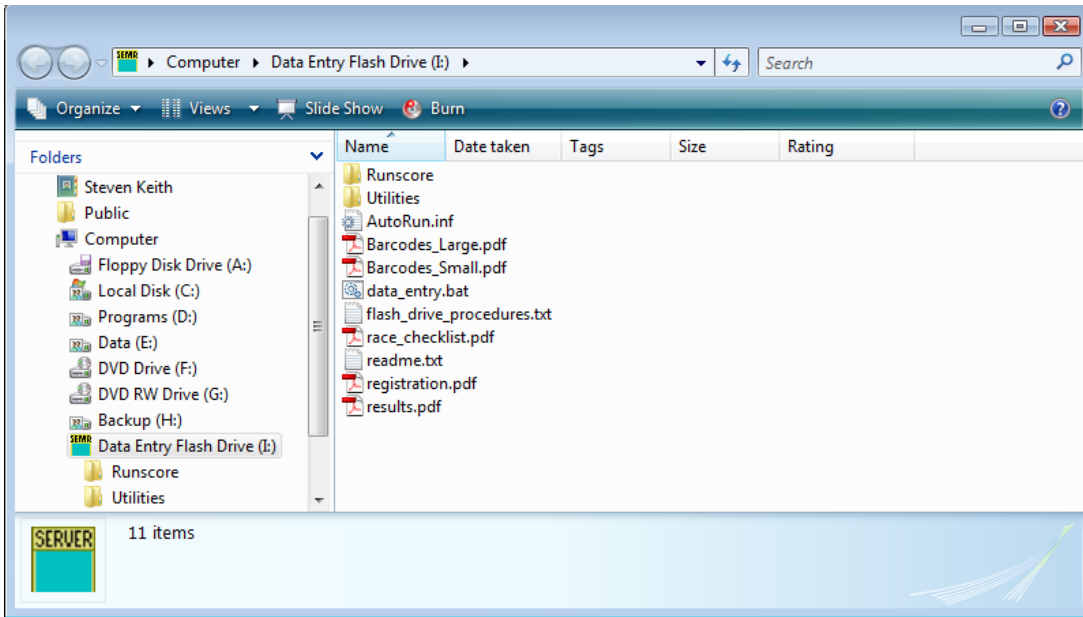 SEMR Computer Data Entry Flash Drive (I:) Search
Organize Views Slide Show Burn
Folders
Steven Keith
Public
Computer
Floppy Disk Drive (A:)
Local Disk (C:)
Programs (D:)
Data (E:)
DVD Drive (F:)
DVD RW Drive (G:)
Backup (H:)
SEMR Data Entry Flash Drive (I:)
Runscore
Utilities
Name Date taken Tags Size Rating
Runscore
Utilities
AutoRun.inf
Barcodes_Large.pdf
Barcodes_Small.pdf
data_entry.bat
flash_drive_procedures.txt
race_checklist.pdf
readme.txt
registration.pdf
results.pdf
SERVER 11 items